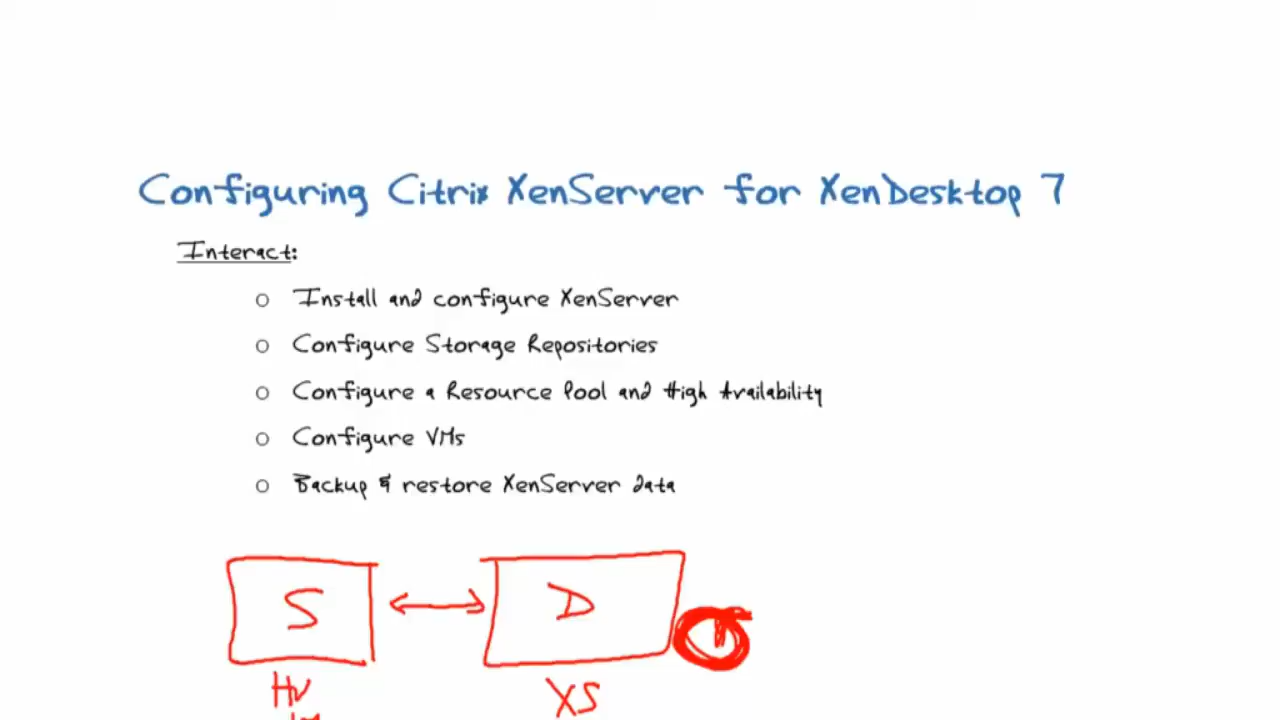 Configuring Citrix XenServer for XenDesktop 7
Interact:
Install and configure XenServer
Configure Storage Repositories
Configure a Resource Pool and High Availability
Configure VMs
Backup & restore XenServer data
S
D
HV
XS